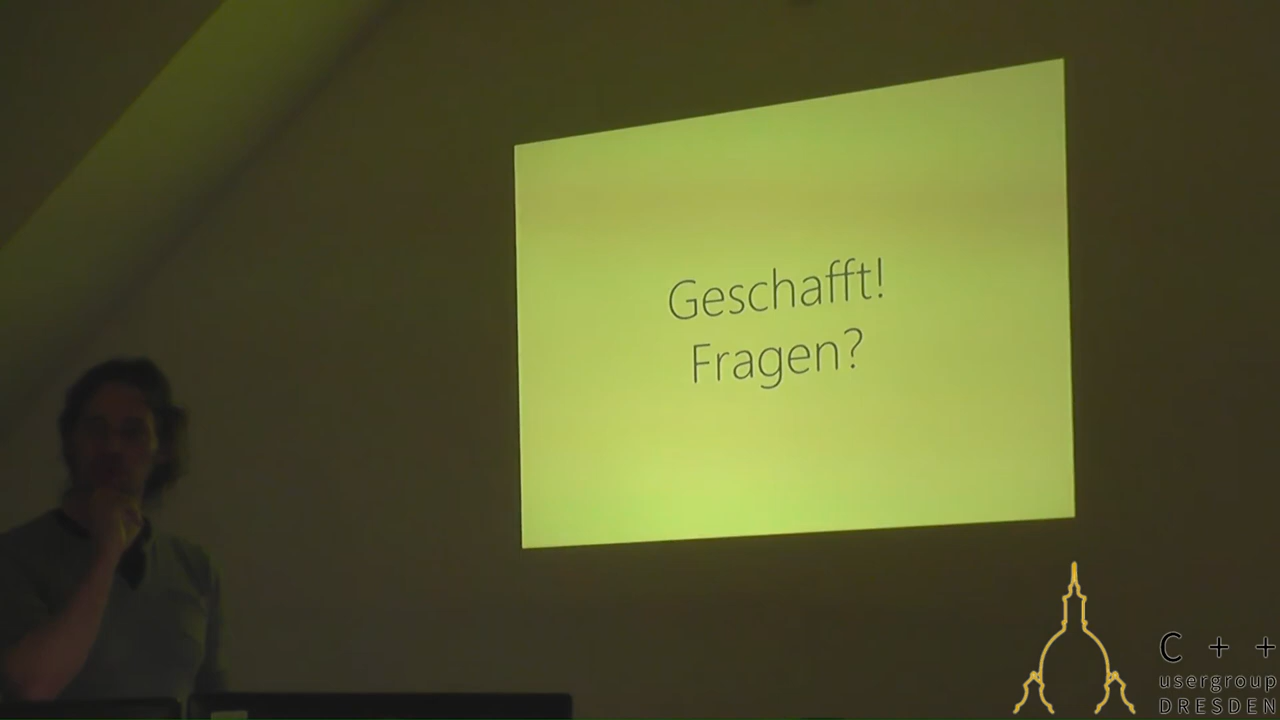 Geschafft!
Fragen?
C + +
usergroup
DRESDEN